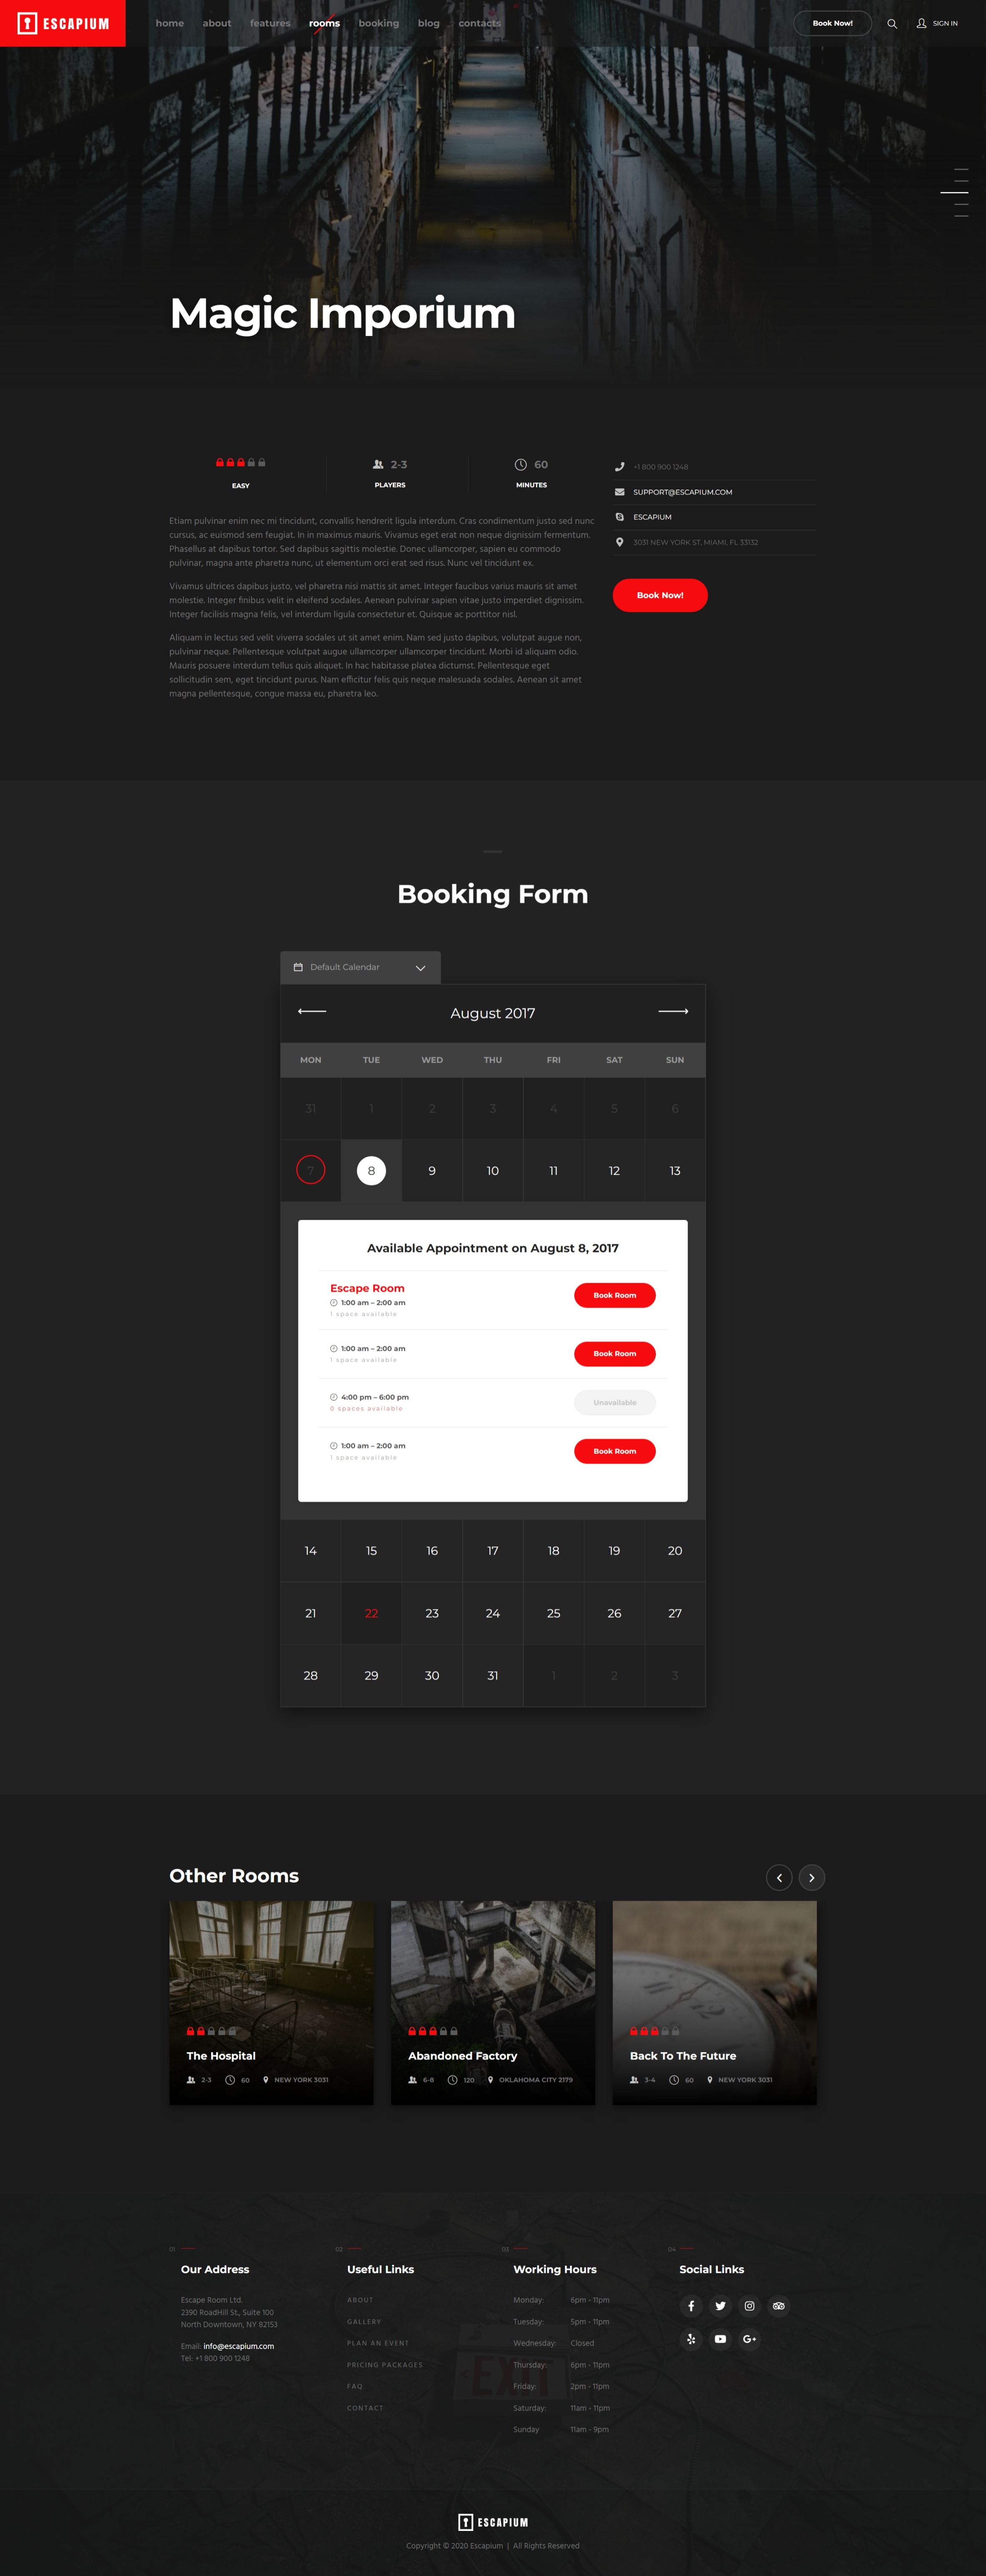 ESCAPIUM
home about features rooms booking blog contacts
Book Now!
SIGN IN
Magic Imporium
EASY
2-3
PLAYERS
60
MINUTES
Etiam pulvinar enim nec mi tincidunt, convallis hendrerit ligula interdum. Cras condimentum justo sed nunc
cursus, ac euismod sem feugiat. In in maximus mauris. Vivamus eget erat non neque dignissim fermentum.
Phasellus at dapibus tortor. Sed dapibus sagittis molestie. Donec ullamcorper, sapien eu commodo
pulvinar, magna ante pharetra nunc, ut elementum orci erat sed risus. Nunc vel tincidunt ex.
Vivamus ultrices dapibus justo, vel pharetra nisi mattis sit amet. Integer faucibus varius mauris sit amet
molestie. Integer finibus velit in eleifend sodales. Aenean pulvinar sapien vitae justo imperdiet dignissim.
Integer facilisis magna felis, vel interdum ligula consectetur et. Quisque ac porttitor nisl.
Aliquam in lectus sed velit viverra sodales ut sit amet enim. Nam sed justo dapibus, volutpat augue non,
pulvinar neque. Pellentesque volutpat augue ullamcorper ullamcorper tincidunt. Morbi id aliquam odio.
Mauris posuere interdum tellus quis aliquet. In hac habitasse platea dictumst. Pellentesque eget
sollicitudin sem, eget tincidunt purus. Nam efficitur felis quis neque malesuada sodales. Aenean sit amet
magna pellentesque, congue massa eu, pharetra leo.
+1 800 900 1248
SUPPORT@ESCAPIUM.COM
ESCAPIUM
3031 NEW YORK ST, MIAMI, FL 33132
Book Now!
Booking Form
Default Calendar
August 2017
MON TUE WED THU FRI SAT SUN
31 1 2 3 4 5 6
7 8 9 10 11 12 13
Available Appointment on August 8, 2017
Escape Room
1:00 am – 2:00 am
1 space available
Book Room
1:00 am – 2:00 am
1 space available
Book Room
4:00 pm – 6:00 pm
0 spaces available
Unavailable
1:00 am – 2:00 am
1 space available
Book Room
14 15 16 17 18 19 20
21 22 23 24 25 26 27
28 29 30 31 1 2 3
Other Rooms
The Hospital
2-3 60 NEW YORK 3031
Abandoned Factory
6-8 120 OKLAHOMA CITY 2179
Back To The Future
3-4 60 NEW YORK 3031
01
Our Address
Escape Room Ltd.
2390 RoadHill St., Suite 100
North Downtown, NY 82153
Email: info@escapium.com
Tel: +1 800 900 1248
02
Useful Links
ABOUT
GALLERY
PLAN AN EVENT
PRICING PACKAGES
FAQ
CONTACT
03
Working Hours
Monday: 6pm - 11pm
Tuesday: 5pm - 11pm
Wednesday: Closed
Thursday: 6pm - 11pm
Friday: 2pm - 11pm
Saturday: 11am - 11pm
Sunday 11am - 9pm
EXIT
04
Social Links
G+
ESCAPIUM
Copyright © 2020 Escapium | All Rights Reserved